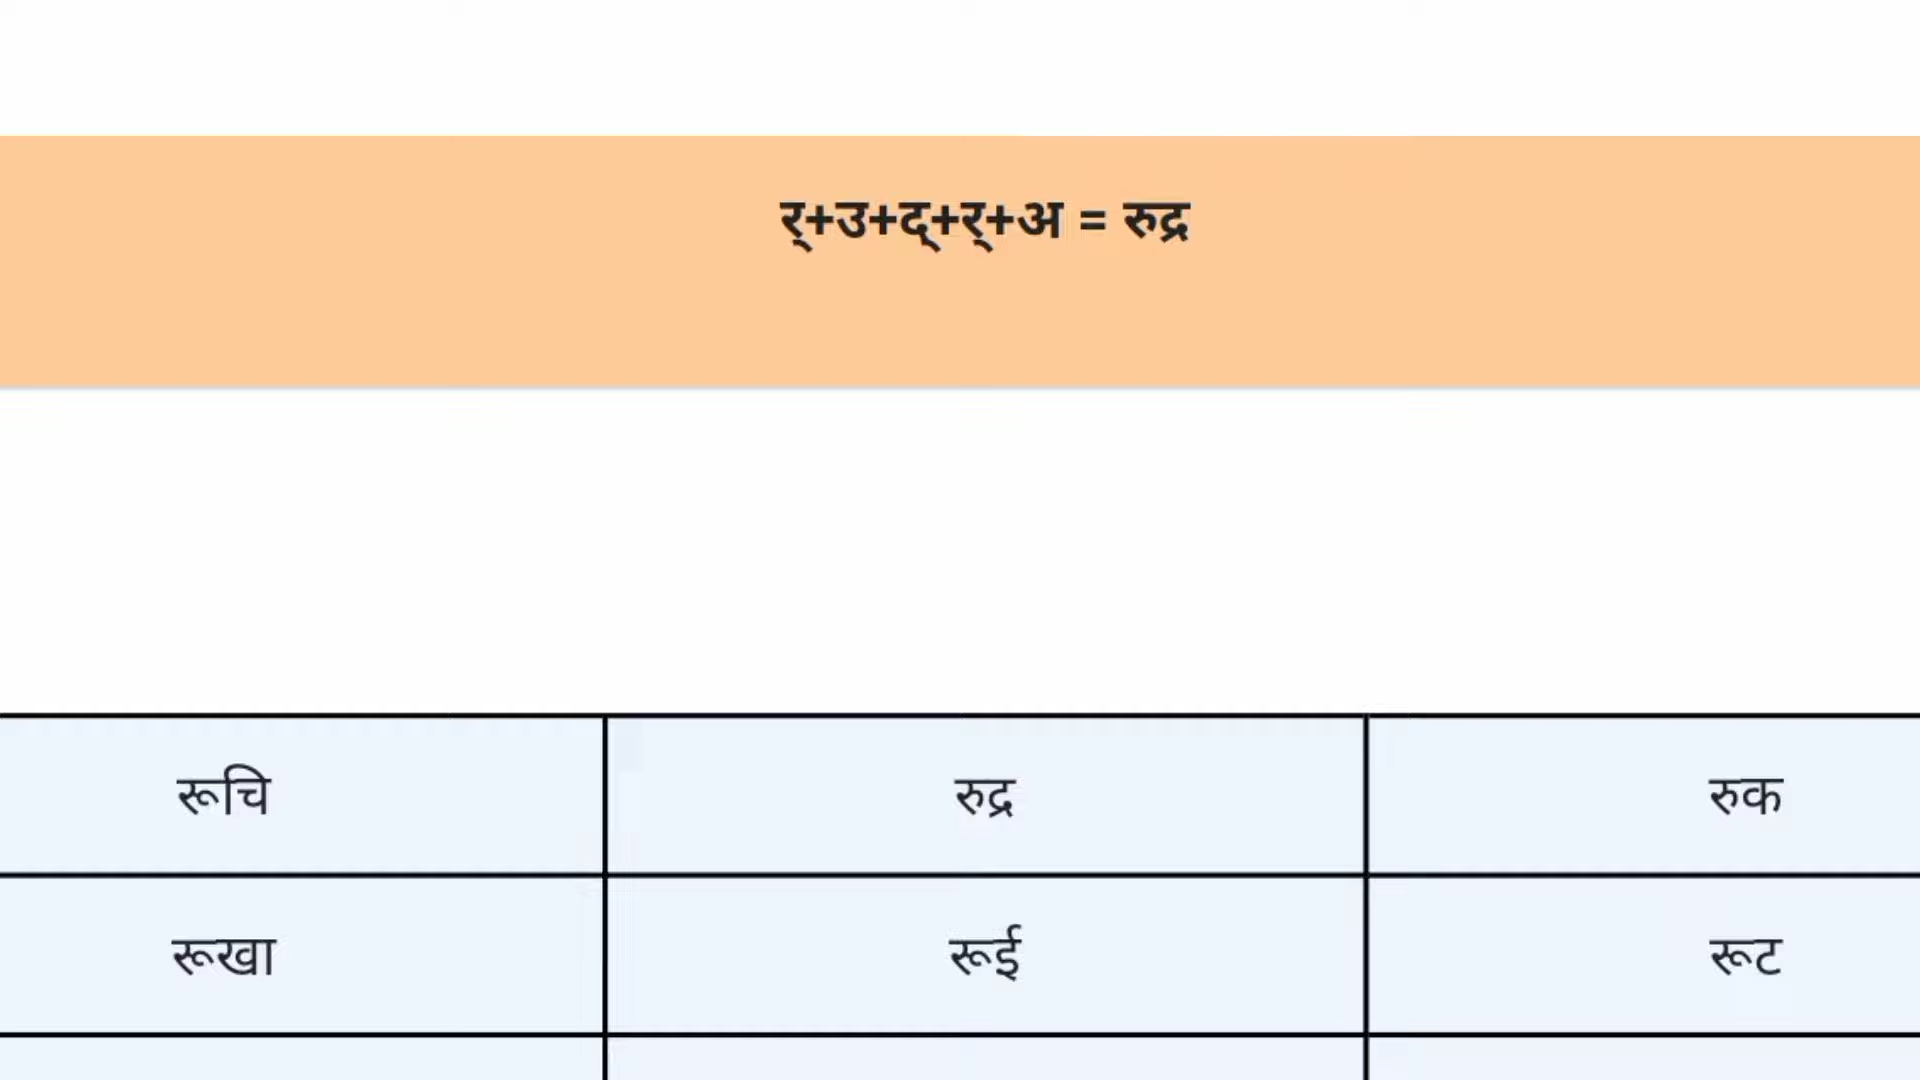 र्+उ+द्+र्+अ = रुद्र
रूचि रुद्र रुक
रूखा रूई रूट